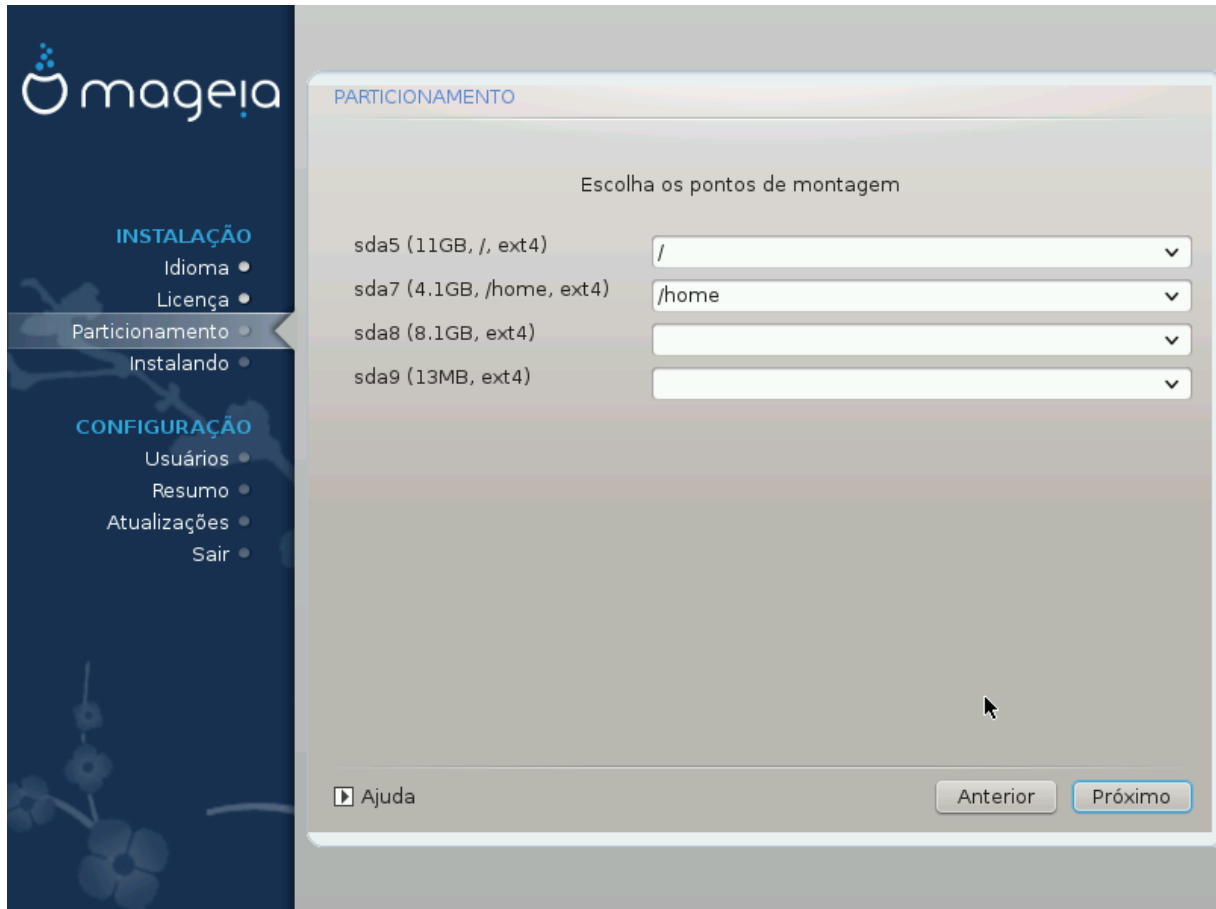 mageia
INSTALAÇÃO
Idioma
Licença
Particionamento
Instalando
CONFIGURAÇÃO
Usuários
Resumo
Atualizações
Sair
PARTICIONAMENTO
Escolha os pontos de montagem
sda5 (11GB, /, ext4) /
sda7 (4.1GB, /home, ext4) /home
sda8 (8.1GB, ext4)
sda9 (13MB, ext4)
Ajuda Anterior Próximo